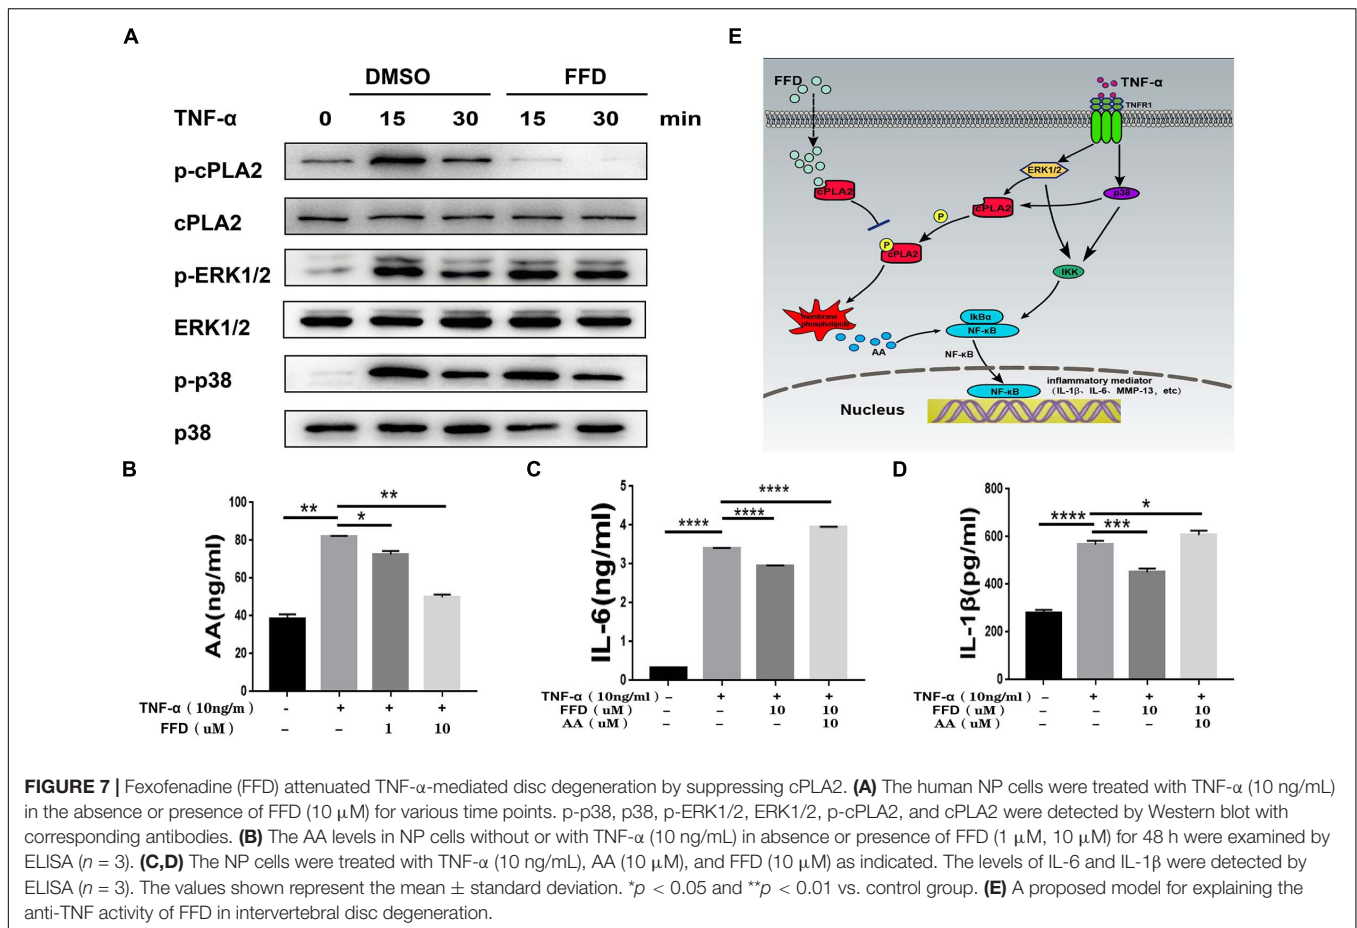 A
DMSO FFD
TNF-α 0 15 30 15 30 min
p-cPLA2
cPLA2
p-ERK1/2
ERK1/2
p-p38
p38
E
FFD
TNF-α
TNFR1
ERK1/2
p38
cPLA2
cPLA2
P
P
cPLA2
IKK
membrane
phospholipids
AA
IkBα
NF-κB
NF-κB
NF-κB
inflammatory mediator
(IL-1β、IL-6、MMP-13, etc)
Nucleus
B
AA(ng/ml)
100
80
60
40
20
0
** * **
TNF-α ( 10ng/m ) - + + +
FFD ( uM ) – – 1 10
C
IL-6(ng/ml)
5
4
3
2
1
0
**** **** ****
TNF-α ( 10ng/ml ) – + + +
FFD ( uM ) – – 10 10
AA ( uM ) – – – 10
D
IL-1β(pg/ml)
800
600
400
200
0
**** *** *
TNF-α ( 10ng/ml ) – + + +
FFD ( uM ) – – 10 10
AA ( uM ) – – – 10
FIGURE 7 | Fexofenadine (FFD) attenuated TNF-α-mediated disc degeneration by suppressing cPLA2. (A) The human NP cells were treated with TNF-α (10 ng/mL)
in the absence or presence of FFD (10 μM) for various time points. p-p38, p38, p-ERK1/2, ERK1/2, p-cPLA2, and cPLA2 were detected by Western blot with
corresponding antibodies. (B) The AA levels in NP cells without or with TNF-α (10 ng/mL) in absence or presence of FFD (1 μM, 10 μM) for 48 h were examined by
ELISA (n = 3). (C,D) The NP cells were treated with TNF-α (10 ng/mL), AA (10 μM), and FFD (10 μM) as indicated. The levels of IL-6 and IL-1β were detected by
ELISA (n = 3). The values shown represent the mean ± standard deviation. *p < 0.05 and **p < 0.01 vs. control group. (E) A proposed model for explaining the
anti-TNF activity of FFD in intervertebral disc degeneration.